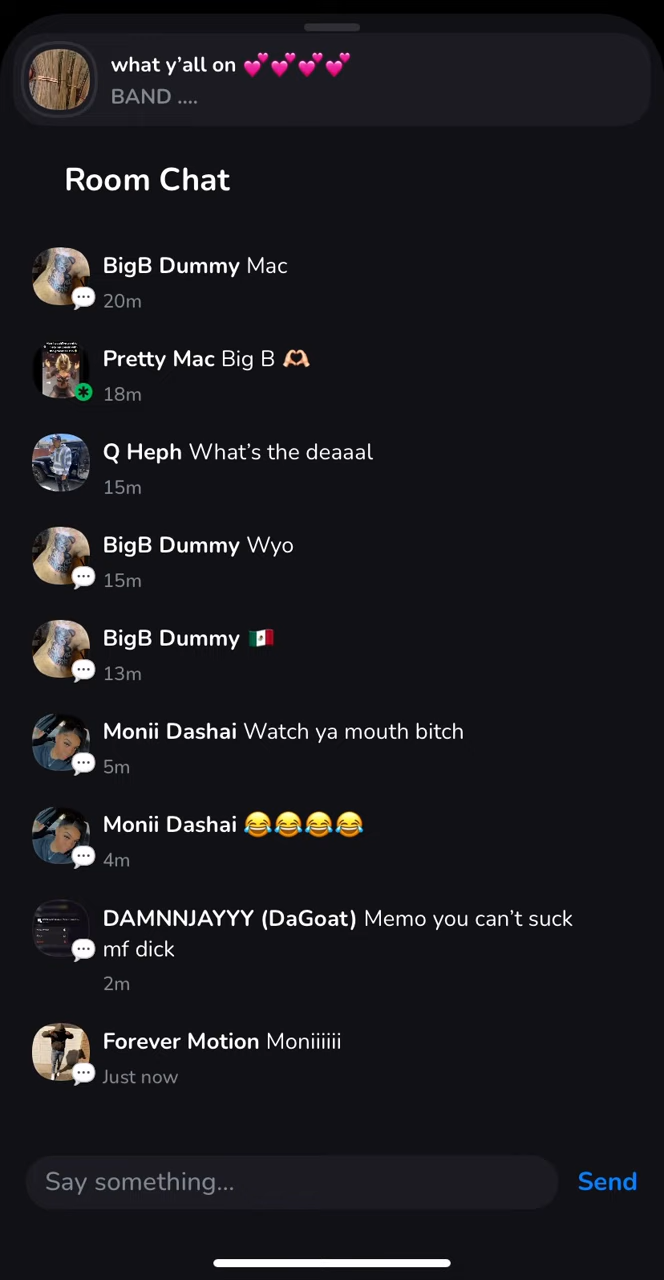 what y’all on 💕💕💕💕
BAND ....
Room Chat
BigB Dummy Mac
20m
Pretty Mac Big B 🫶🏻
18m
Q Heph What’s the deaaal
15m
BigB Dummy Wyo
15m
BigB Dummy 🇲🇽
13m
Monii Dashai Watch ya mouth bitch
5m
Monii Dashai 😂😂😂😂
4m
DAMNNJAYYY (DaGoat) Memo you can’t suck
mf dick
2m
Forever Motion Moniiiiiii
Just now
Say something...
Send